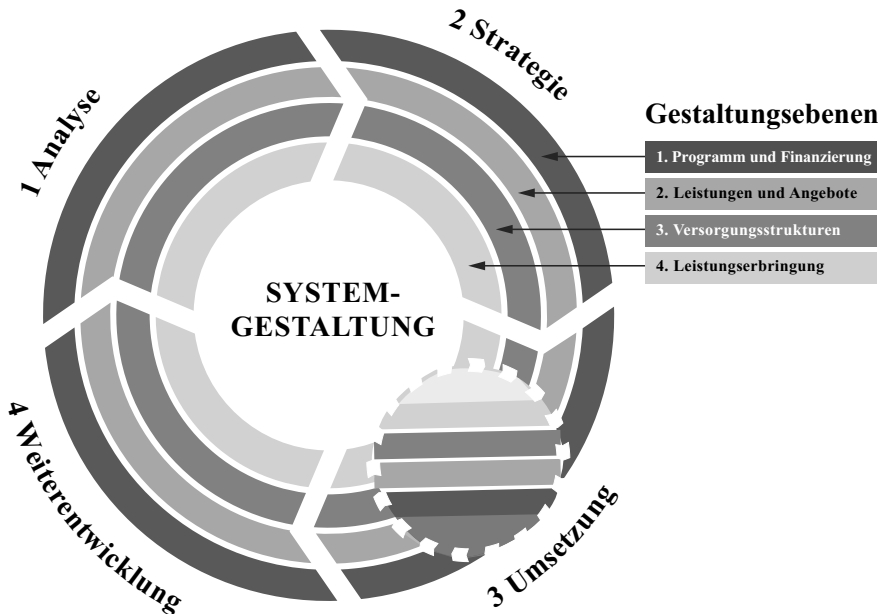 2 Strategie
1 Analyse
Gestaltungsebenen
1. Programm und Finanzierung
2. Leistungen und Angebote
3. Versorgungsstrukturen
4. Leistungserbringung
SYSTEM-
GESTALTUNG
4 Weiterentwicklung
3 Umsetzung